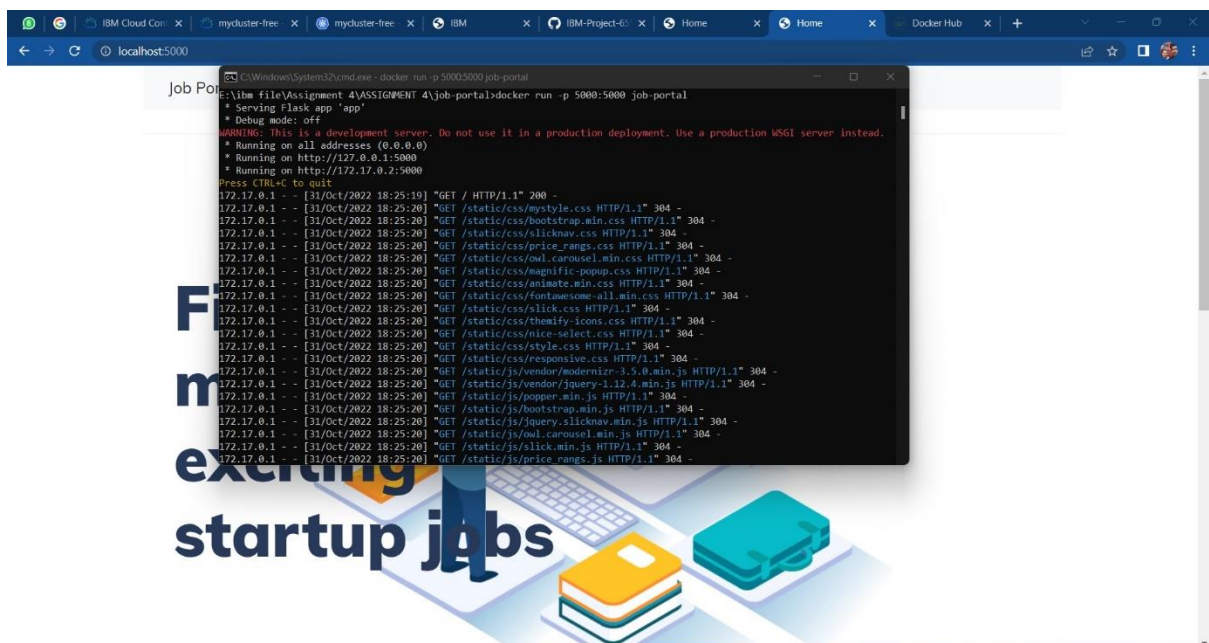 IBM Cloud Con
mycluster-free
mycluster-free
IBM
IBM-Project-65
Home
Home
Docker Hub
localhost:5000
Job Por
C:\Windows\System32\cmd.exe - docker run -p 5000:5000 job-portal
E:\ibm file\Assignment 4\ASSIGNMENT 4\job-portal>docker run -p 5000:5000 job-portal
* Serving Flask app 'app'
* Debug mode: off
WARNING: This is a development server. Do not use it in a production deployment. Use a production WSGI server instead.
* Running on all addresses (0.0.0.0)
* Running on http://127.0.0.1:5000
* Running on http://172.17.0.2:5000
Press CTRL+C to quit
172.17.0.1 - - [31/Oct/2022 18:25:19] "GET / HTTP/1.1" 200 -
172.17.0.1 - - [31/Oct/2022 18:25:20] "GET /static/css/mystyle.css HTTP/1.1" 304 -
172.17.0.1 - - [31/Oct/2022 18:25:20] "GET /static/css/bootstrap.min.css HTTP/1.1" 304 -
172.17.0.1 - - [31/Oct/2022 18:25:20] "GET /static/css/slicknav.css HTTP/1.1" 304 -
172.17.0.1 - - [31/Oct/2022 18:25:20] "GET /static/css/price_rangs.css HTTP/1.1" 304 -
172.17.0.1 - - [31/Oct/2022 18:25:20] "GET /static/css/owl.carousel.min.css HTTP/1.1" 304 -
172.17.0.1 - - [31/Oct/2022 18:25:20] "GET /static/css/magnific-popup.css HTTP/1.1" 304 -
172.17.0.1 - - [31/Oct/2022 18:25:20] "GET /static/css/animate.min.css HTTP/1.1" 304 -
172.17.0.1 - - [31/Oct/2022 18:25:20] "GET /static/css/fontawesome-all.min.css HTTP/1.1" 304 -
172.17.0.1 - - [31/Oct/2022 18:25:20] "GET /static/css/slick.css HTTP/1.1" 304 -
172.17.0.1 - - [31/Oct/2022 18:25:20] "GET /static/css/themify-icons.css HTTP/1.1" 304 -
172.17.0.1 - - [31/Oct/2022 18:25:20] "GET /static/css/nice-select.css HTTP/1.1" 304 -
172.17.0.1 - - [31/Oct/2022 18:25:20] "GET /static/css/style.css HTTP/1.1" 304 -
172.17.0.1 - - [31/Oct/2022 18:25:20] "GET /static/css/responsive.css HTTP/1.1" 304 -
172.17.0.1 - - [31/Oct/2022 18:25:20] "GET /static/js/vendor/modernizr-3.5.0.min.js HTTP/1.1" 304 -
172.17.0.1 - - [31/Oct/2022 18:25:20] "GET /static/js/vendor/jquery-1.12.4.min.js HTTP/1.1" 304 -
172.17.0.1 - - [31/Oct/2022 18:25:20] "GET /static/js/popper.min.js HTTP/1.1" 304 -
172.17.0.1 - - [31/Oct/2022 18:25:20] "GET /static/js/bootstrap.min.js HTTP/1.1" 304 -
172.17.0.1 - - [31/Oct/2022 18:25:20] "GET /static/js/jquery.slicknav.min.js HTTP/1.1" 304 -
172.17.0.1 - - [31/Oct/2022 18:25:20] "GET /static/js/owl.carousel.min.js HTTP/1.1" 304 -
172.17.0.1 - - [31/Oct/2022 18:25:20] "GET /static/js/slick.min.js HTTP/1.1" 304 -
172.17.0.1 - - [31/Oct/2022 18:25:20] "GET /static/js/price_rangs.js HTTP/1.1" 304 -
Fi
m
exciting
startup jobs